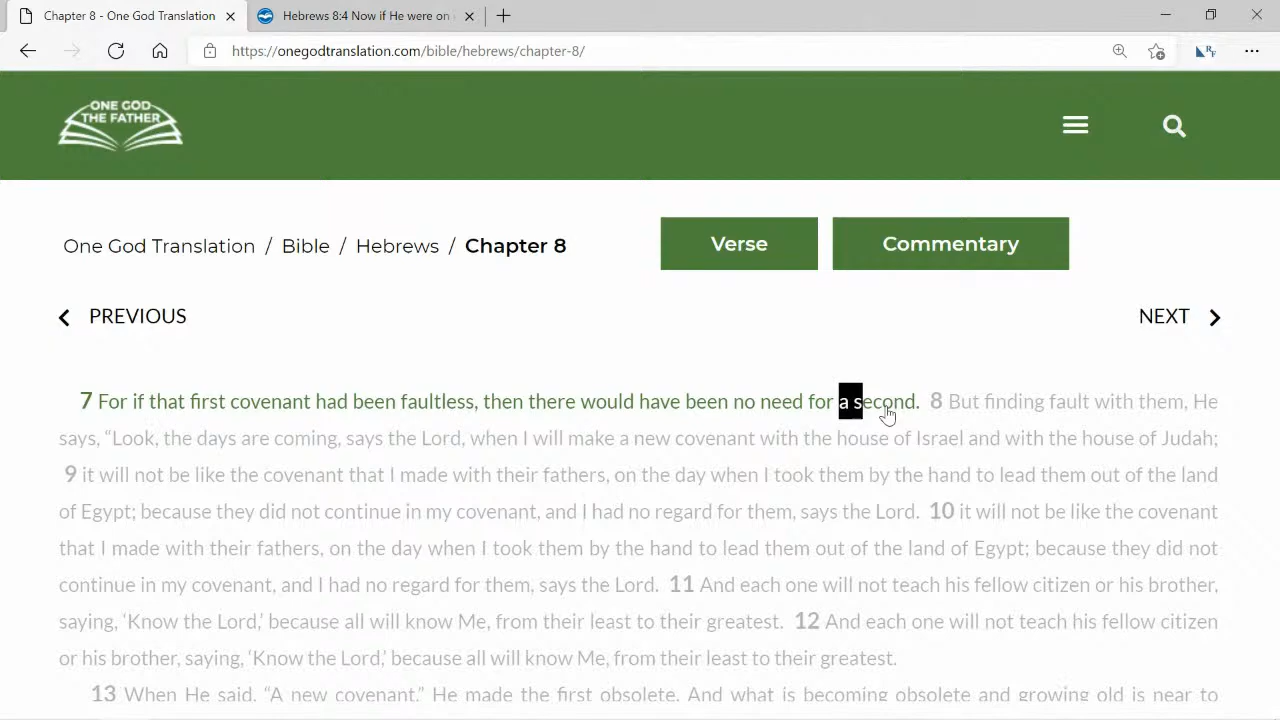 Chapter 8 - One God Translation
Hebrews 8:4 Now if He were on
https://onegodtranslation.com/bible/hebrews/chapter-8/
RF
ONE GOD
THE FATHER
One God Translation / Bible / Hebrews / Chapter 8
Verse
Commentary
PREVIOUS
NEXT
7 For if that first covenant had been faultless, then there would have been no need for a second. 8 But finding fault with them, He
says, “Look, the days are coming, says the Lord, when I will make a new covenant with the house of Israel and with the house of Judah;
9 it will not be like the covenant that I made with their fathers, on the day when I took them by the hand to lead them out of the land
of Egypt; because they did not continue in my covenant, and I had no regard for them, says the Lord. 10 it will not be like the covenant
that I made with their fathers, on the day when I took them by the hand to lead them out of the land of Egypt; because they did not
continue in my covenant, and I had no regard for them, says the Lord. 11 And each one will not teach his fellow citizen or his brother,
saying, ‘Know the Lord,’ because all will know Me, from their least to their greatest. 12 And each one will not teach his fellow citizen
or his brother, saying, ‘Know the Lord,’ because all will know Me, from their least to their greatest.
13 When He said, “A new covenant,” He made the first obsolete. And what is becoming obsolete and growing old is near to